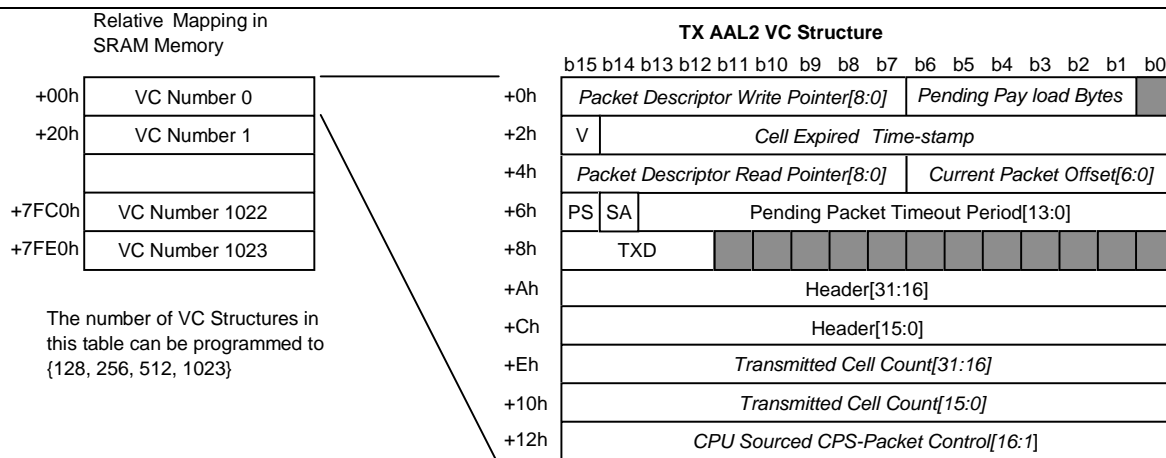 Relative Mapping in
SRAM Memory
+00h VC Number 0
+20h VC Number 1
+7FC0h VC Number 1022
+7FE0h VC Number 1023
The number of VC Structures in
this table can be programmed to
{128, 256, 512, 1023}
TX AAL2 VC Structure
b15 b14 b13 b12 b11 b10 b9 b8 b7 b6 b5 b4 b3 b2 b1 b0
+0h Packet Descriptor Write Pointer[8:0] Pending Pay load Bytes
+2h V Cell Expired Time-stamp
+4h Packet Descriptor Read Pointer[8:0] Current Packet Offset[6:0]
+6h PS SA Pending Packet Timeout Period[13:0]
+8h TXD
+Ah Header[31:16]
+Ch Header[15:0]
+Eh Transmitted Cell Count[31:16]
+10h Transmitted Cell Count[15:0]
+12h CPU Sourced CPS-Packet Control[16:1]